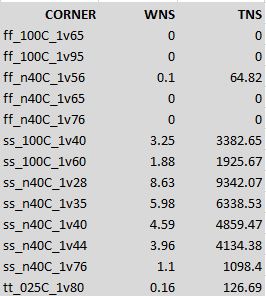 CORNER WNS TNS
ff_100C_1v65 0 0
ff_100C_1v95 0 0
ff_n40C_1v56 0.1 64.82
ff_n40C_1v65 0 0
ff_n40C_1v76 0 0
ss_100C_1v40 3.25 3382.65
ss_100C_1v60 1.88 1925.67
ss_n40C_1v28 8.63 9342.07
ss_n40C_1v35 5.98 6338.53
ss_n40C_1v40 4.59 4859.47
ss_n40C_1v44 3.96 4134.38
ss_n40C_1v76 1.1 1098.4
tt_025C_1v80 0.16 126.69